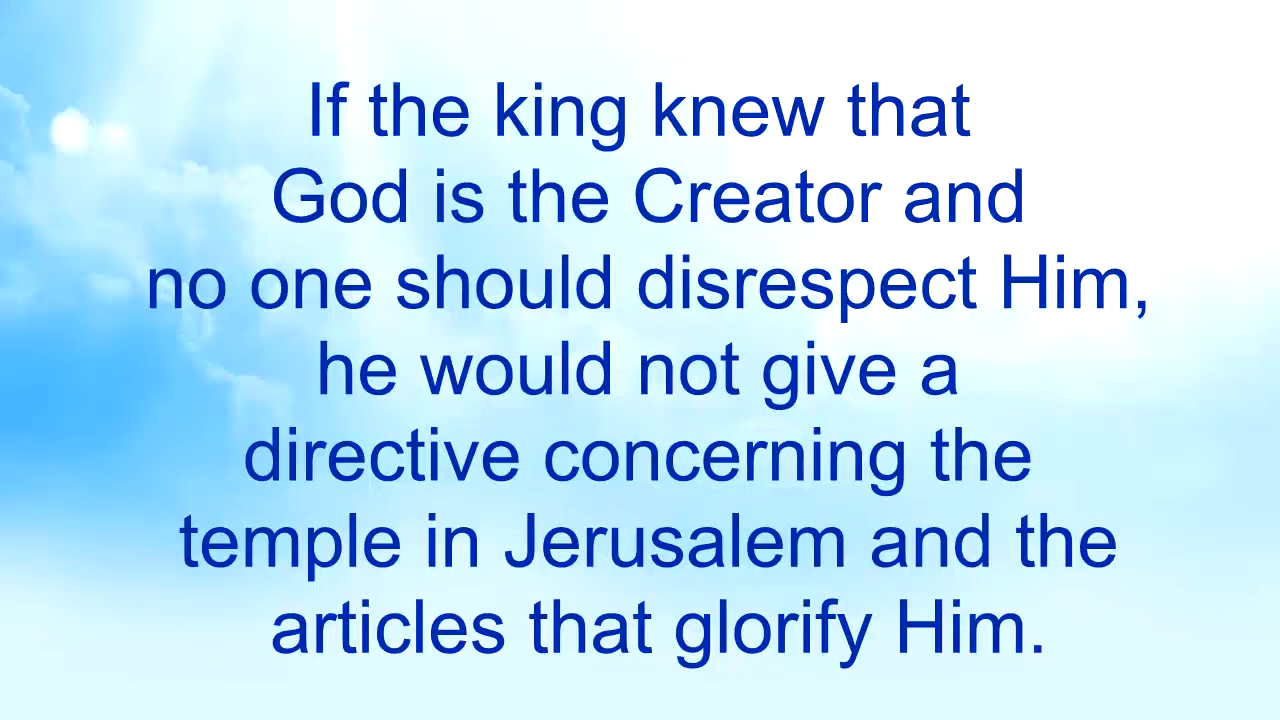 If the king knew that
God is the Creator and
no one should disrespect Him,
he would not give a
directive concerning the
temple in Jerusalem and the
articles that glorify Him.